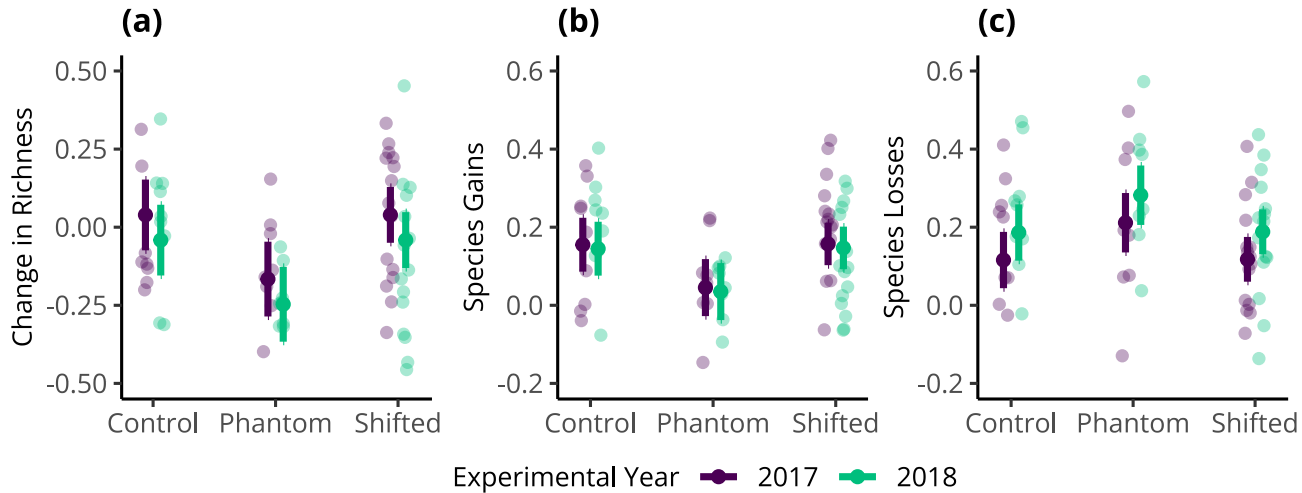 (a)
(b)
(c)
Change in Richness
0.50
0.25
0.00
-0.25
-0.50
Control Phantom Shifted
Species Gains
0.6
0.4
0.2
0.0
-0.2
Control Phantom Shifted
Species Losses
0.6
0.4
0.2
0.0
-0.2
Control Phantom Shifted
Experimental Year 2017 2018